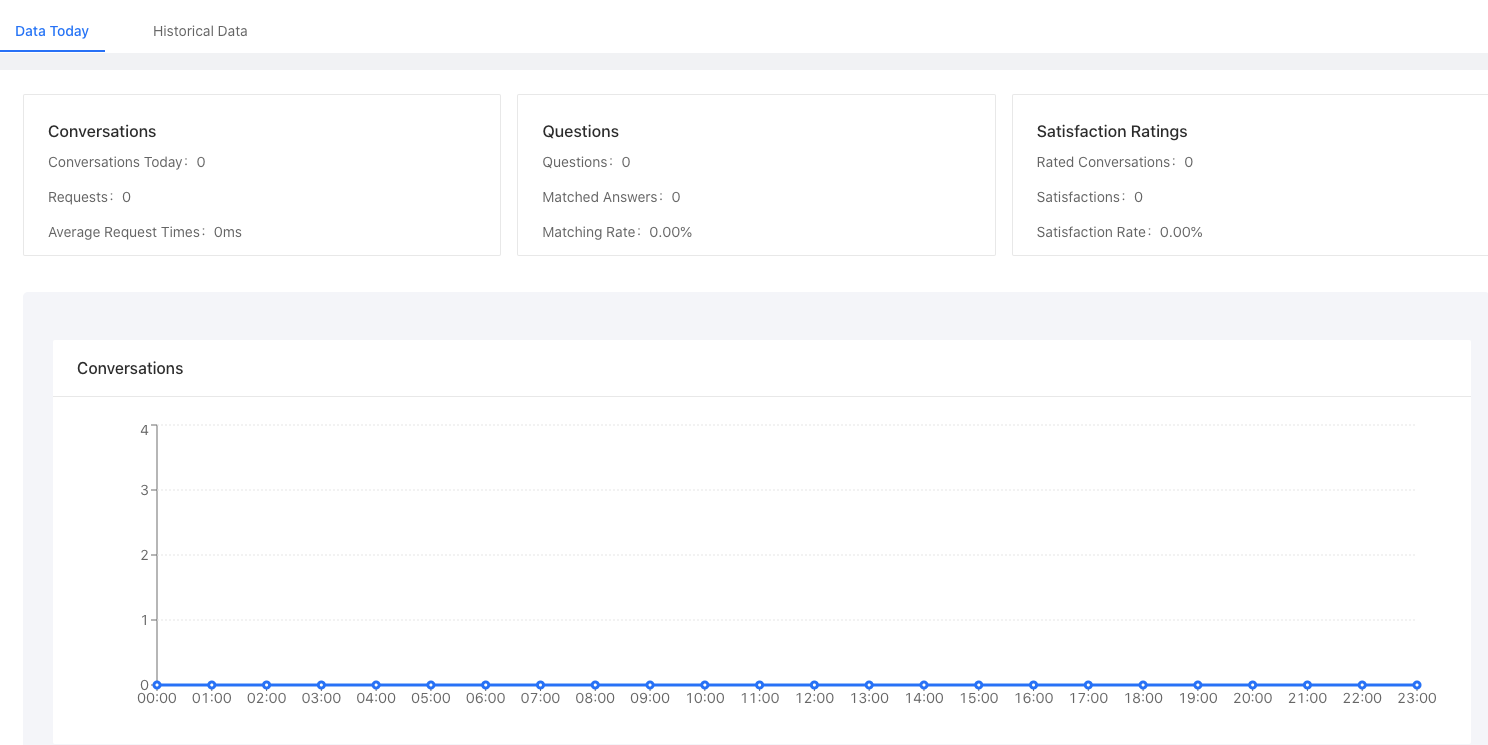 Data Today Historical Data
Conversations
Conversations Today: 0
Requests: 0
Average Request Times: 0ms
Questions
Questions: 0
Matched Answers: 0
Matching Rate: 0.00%
Satisfaction Ratings
Rated Conversations: 0
Satisfactions: 0
Satisfaction Rate: 0.00%
Conversations
4
3
2
1
0
00:00 01:00 02:00 03:00 04:00 05:00 06:00 07:00 08:00 09:00 10:00 11:00 12:00 13:00 14:00 15:00 16:00 17:00 18:00 19:00 20:00 21:00 22:00 23:00